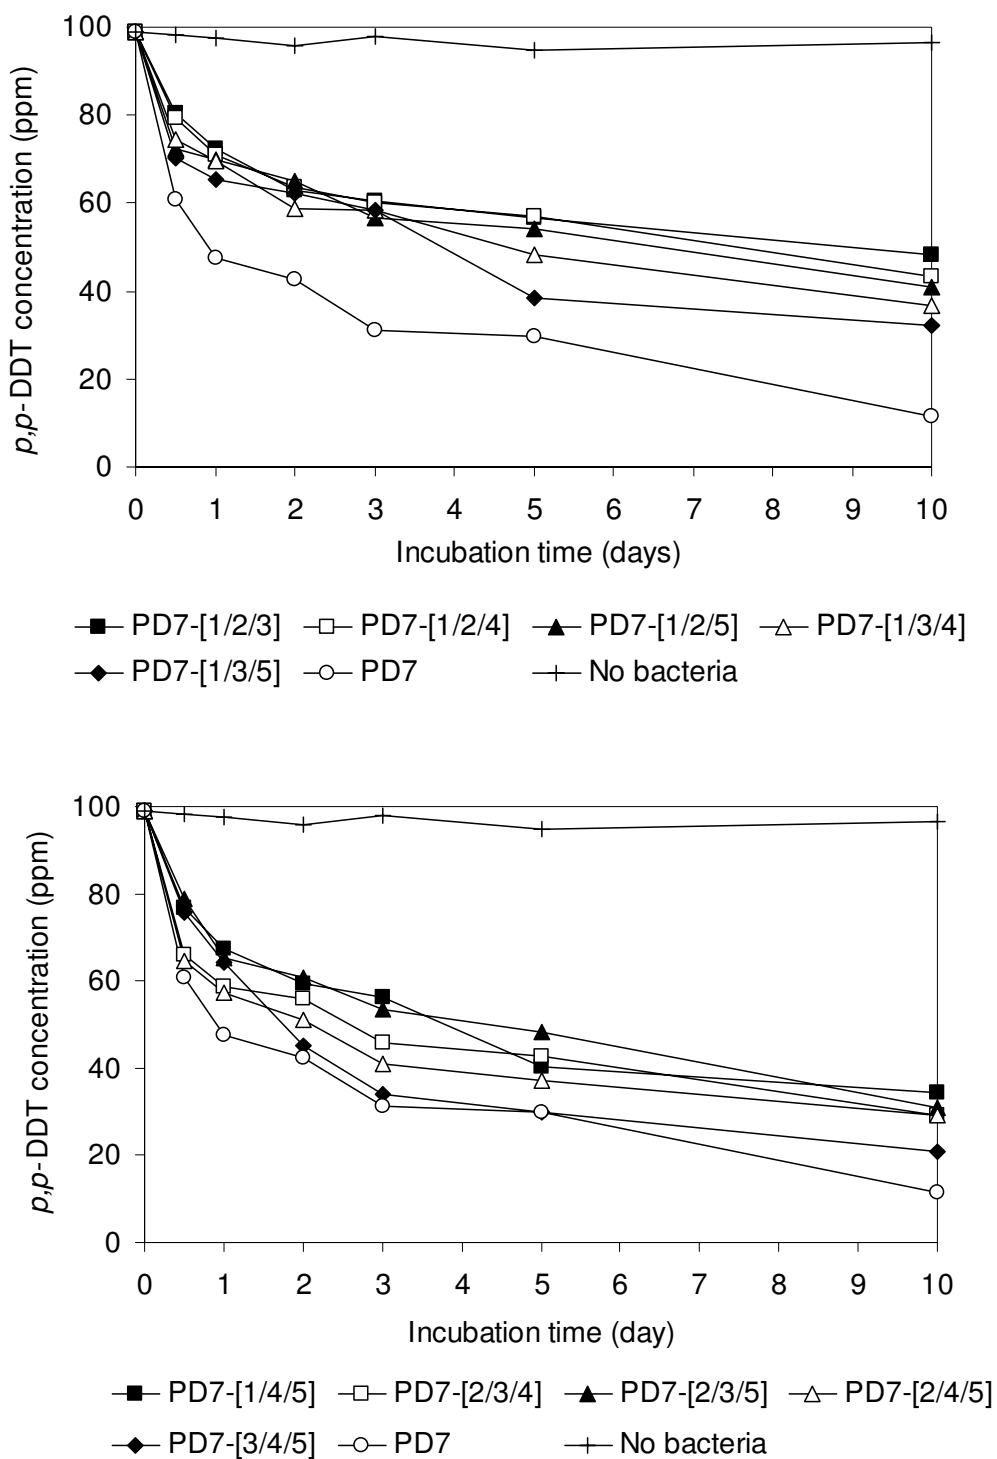 100
80
60
40
20
0
p,p-DDT concentration (ppm)
0 1 2 3 4 5 6 7 8 9 10
Incubation time (days)
PD7-[1/2/3] PD7-[1/2/4] PD7-[1/2/5] PD7-[1/3/4]
PD7-[1/3/5] PD7 No bacteria
100
80
60
40
20
0
p,p-DDT concentration (ppm)
0 1 2 3 4 5 6 7 8 9 10
Incubation time (day)
PD7-[1/4/5] PD7-[2/3/4] PD7-[2/3/5] PD7-[2/4/5]
PD7-[3/4/5] PD7 No bacteria